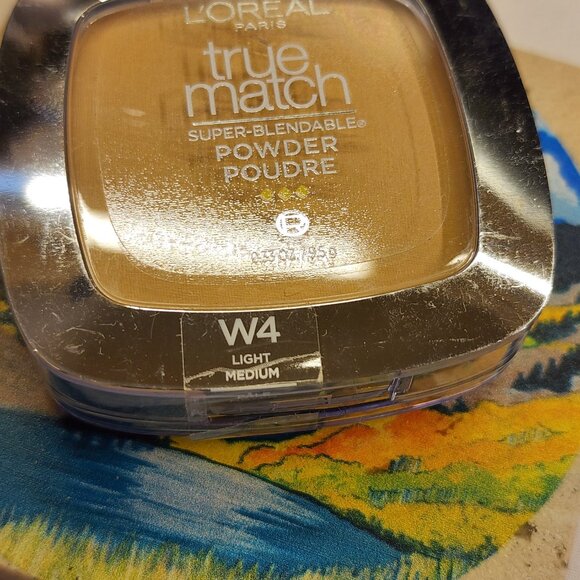 L'ORÉAL
PARIS
true
match
SUPER-BLENDABLE®
POWDER
POUDRE
W4
LIGHT
MEDIUM